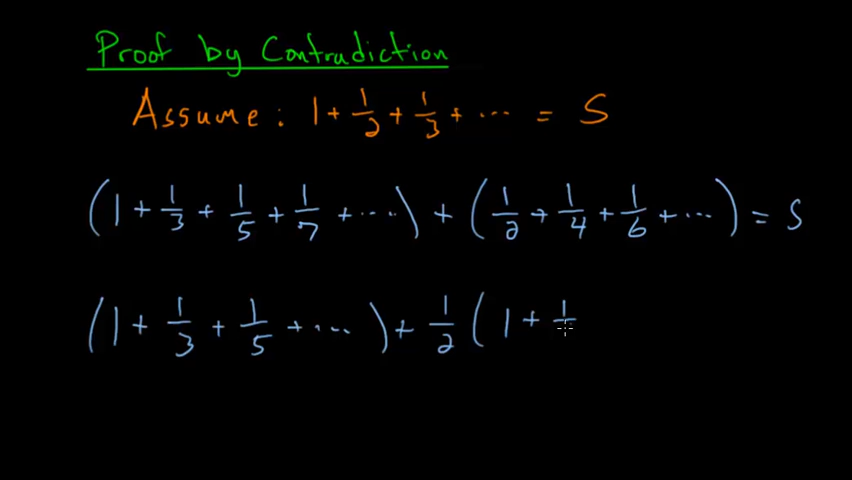 Proof by Contradiction
Assume: 1 + 1/2 + 1/3 + ... = S
(1 + 1/3 + 1/5 + 1/7 + ...) + (1/2 + 1/4 + 1/6 + ...) = S
(1 + 1/3 + 1/5 + ...) + 1/2 (1 + 1/